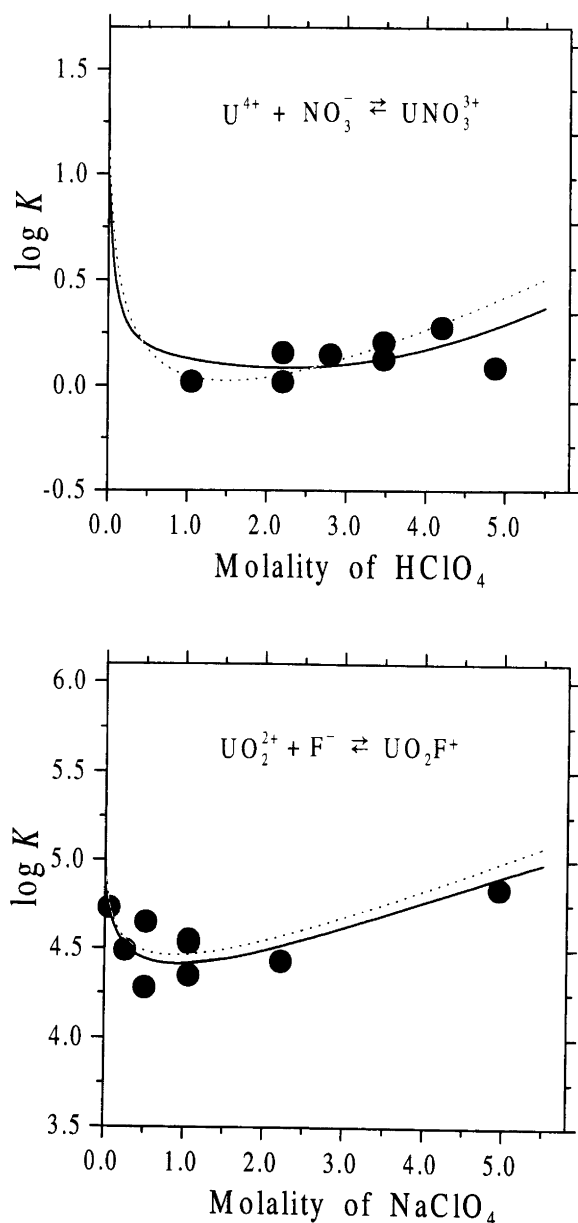 1.5
U⁴⁺ + NO₃⁻ ⇄ UNO₃³⁺
1.0
log K
0.5
0.0
-0.5
0.0 1.0 2.0 3.0 4.0 5.0
Molality of HClO₄
6.0
UO₂²⁺ + F⁻ ⇄ UO₂F⁺
5.5
5.0
log K
4.5
4.0
3.5
0.0 1.0 2.0 3.0 4.0 5.0
Molality of NaClO₄